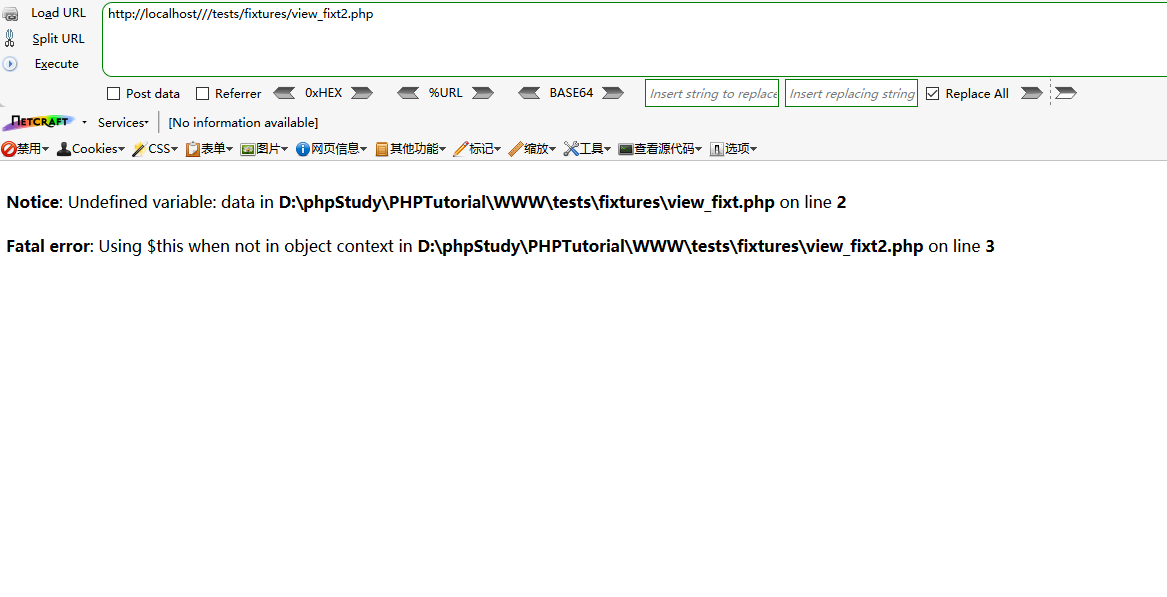 Load URL
http://localhost///tests/fixtures/view_fixt2.php
Split URL
Execute
Post data Referrer 0xHEX %URL BASE64 Insert string to replace Insert replacing string Replace All
NETCRAFT Services [No information available]
禁用 Cookies CSS 表单 图片 网页信息 其他功能 标记 缩放 工具 查看源代码 选项
Notice: Undefined variable: data in D:\phpStudy\PHPTutorial\WWW\tests\fixtures\view_fixt.php on line 2
Fatal error: Using $this when not in object context in D:\phpStudy\PHPTutorial\WWW\tests\fixtures\view_fixt2.php on line 3